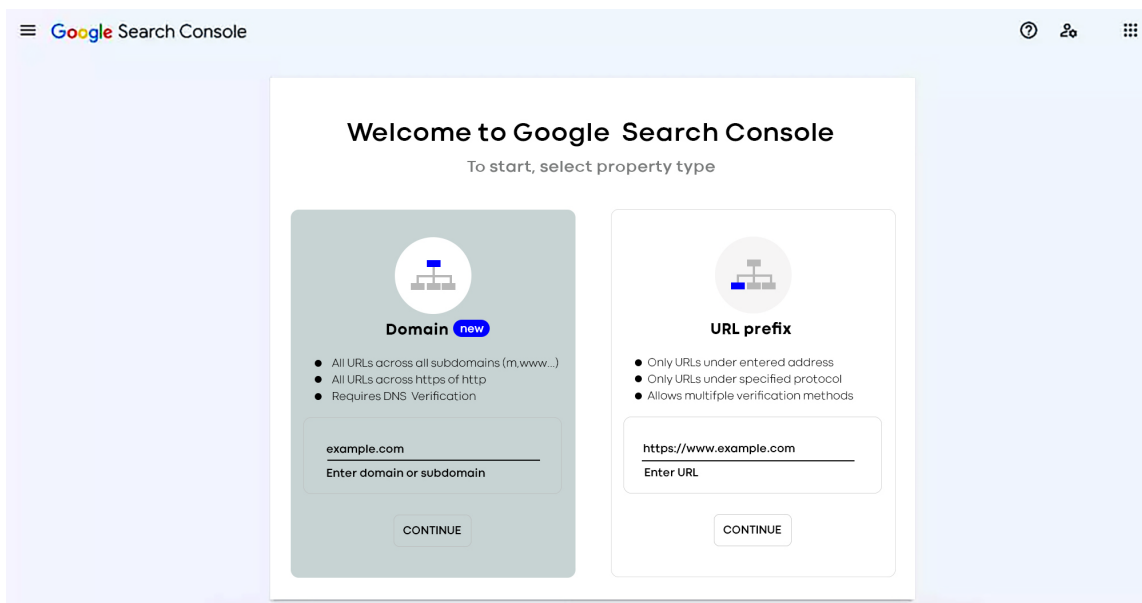 Google Search Console
Welcome to Google Search Console
To start, select property type
Domain new
All URLs across all subdomains (m,www...)
All URLs across https of http
Requires DNS Verification
example.com
Enter domain or subdomain
CONTINUE
URL prefix
Only URLs under entered address
Only URLs under specified protocol
Allows multifple verification methods
https://www.example.com
Enter URL
CONTINUE